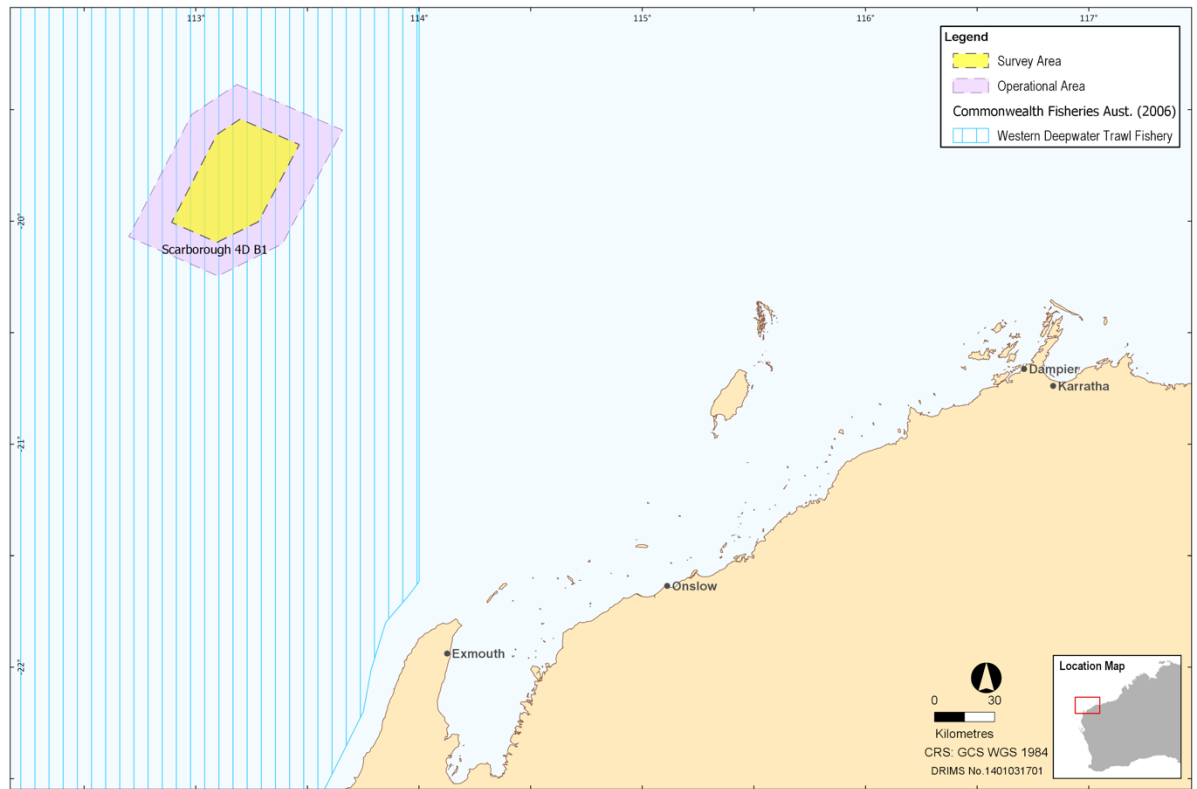 113°
114°
115°
116°
117°
Legend
Survey Area
Operational Area
Commonwealth Fisheries Aust. (2006)
Western Deepwater Trawl Fishery
-20°
Scarborough 4D B1
Dampier
Karratha
-21°
Onslow
Exmouth
-22°
0 30
Kilometres
CRS: GCS WGS 1984
DRIMS No.1401031701
Location Map